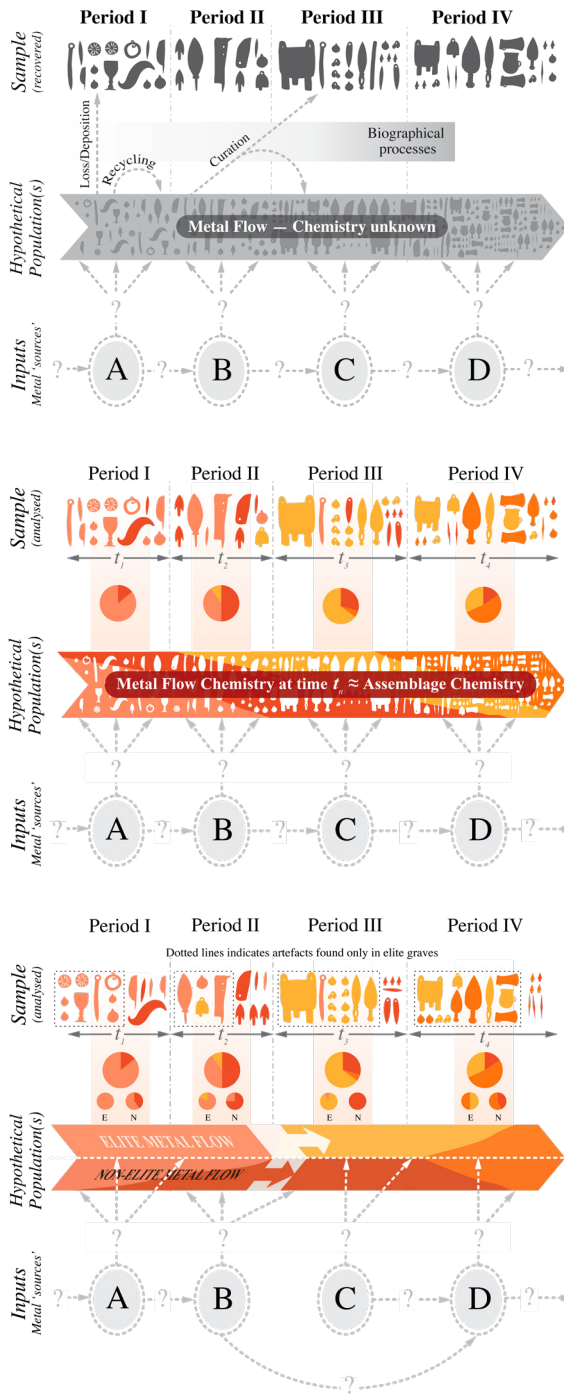 Period I Period II Period III Period IV
Sample
(recovered)
Loss/Deposition
Recycling
Curation
Biographical
processes
Hypothetical
Population(s)
Metal Flow — Chemistry unknown
? ? ? ?
Inputs
Metal 'sources'
? A ? B ? C ? D ?
Period I Period II Period III Period IV
Sample
(analysed)
t1 t2 t3 t4
Hypothetical
Population(s)
Metal Flow Chemistry at time tn ≈ Assemblage Chemistry
? ? ? ?
Inputs
Metal 'sources'
? A ? B ? C ? D ?
Period I Period II Period III Period IV
Dotted lines indicates artefacts found only in elite graves
Sample
(analysed)
t1 t2 t3 t4
E N E N E N E N
Hypothetical
Population(s)
ELITE METAL FLOW
NON-ELITE METAL FLOW
? ? ? ?
Inputs
Metal 'sources'
? A ? B C ? D ?
?